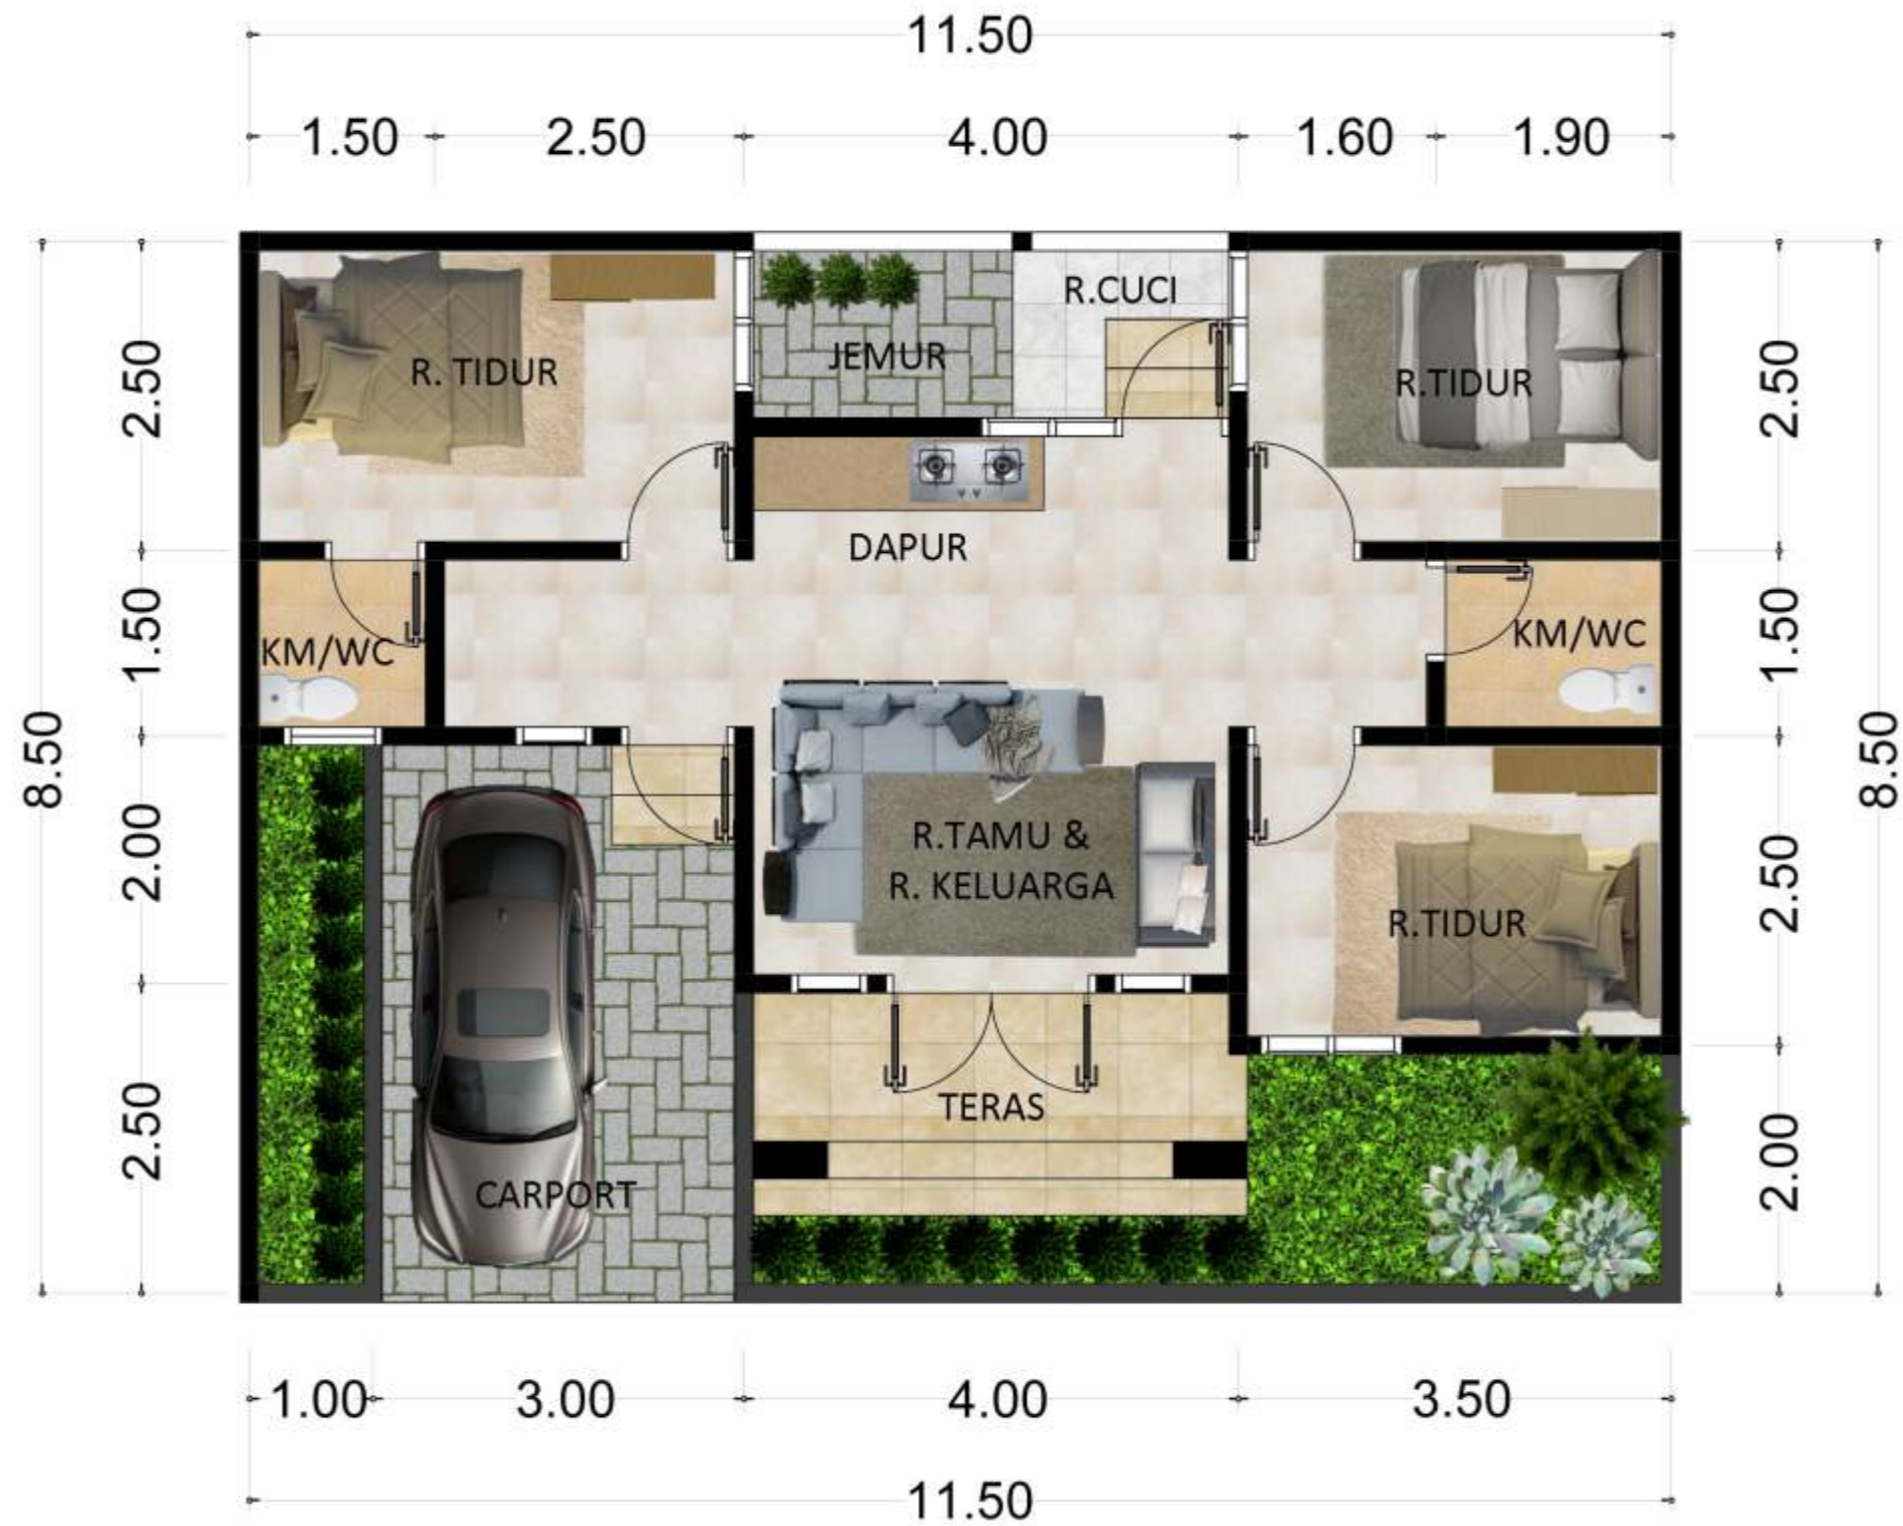 11.50
1.50
2.50
4.00
1.60
1.90
8.50
2.50
1.50
2.00
2.50
R. TIDUR
JEMUR
R.CUCI
R.TIDUR
DAPUR
KM/WC
KM/WC
R.TAMU &
R. KELUARGA
R.TIDUR
TERAS
CARPORT
2.50
1.50
2.50
2.00
8.50
1.00
3.00
4.00
3.50
11.50